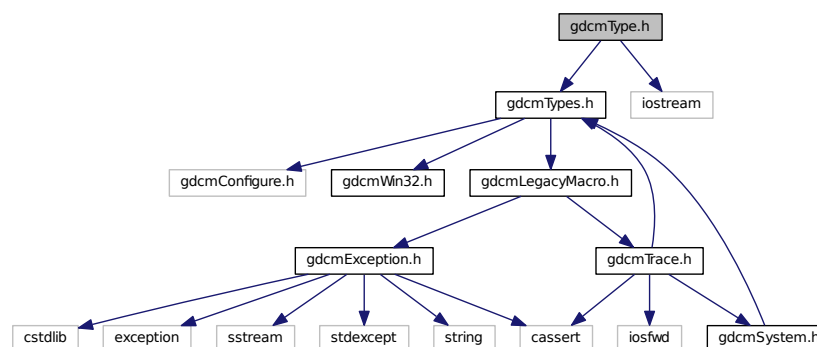 gdcmType.h
gdcmTypes.h
iostream
gdcmConfigure.h
gdcmWin32.h
gdcmLegacyMacro.h
gdcmException.h
gdcmTrace.h
cstdlib
exception
sstream
stdexcept
string
cassert
iosfwd
gdcmSystem.h